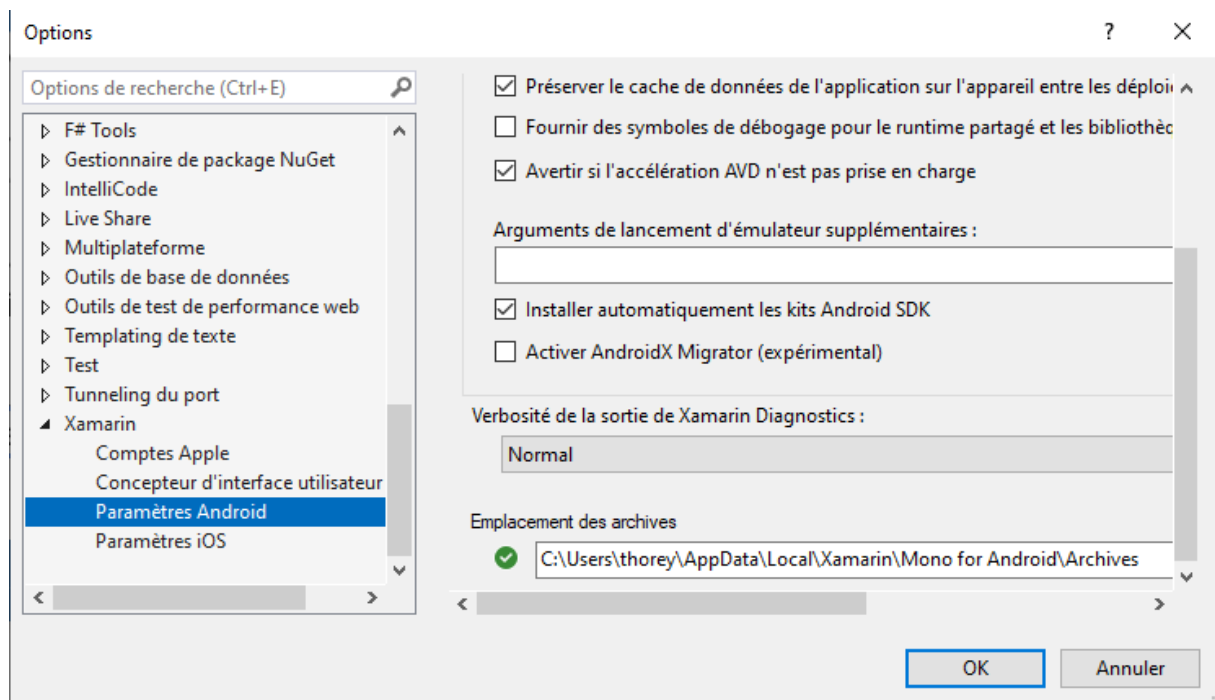 Options
?
Options de recherche (Ctrl+E)
F# Tools
Gestionnaire de package NuGet
IntelliCode
Live Share
Multiplateforme
Outils de base de données
Outils de test de performance web
Templating de texte
Test
Tunneling du port
Xamarin
Comptes Apple
Concepteur d'interface utilisateur
Paramètres Android
Paramètres iOS
Préserver le cache de données de l'application sur l'appareil entre les
Fournir des symboles de débogage pour le runtime partagé et les
Avertir si l'accélération AVD n'est pas prise en charge
Arguments de lancement d'émulateur supplémentaires :
Installer automatiquement les kits Android SDK
Activer AndroidX Migrator (expérimental)
Verbosité de la sortie de Xamarin Diagnostics :
Normal
Emplacement des archives
C:\Users\thorey\AppData\Local\Xamarin\Mono for Android\Archives
OK
Annuler